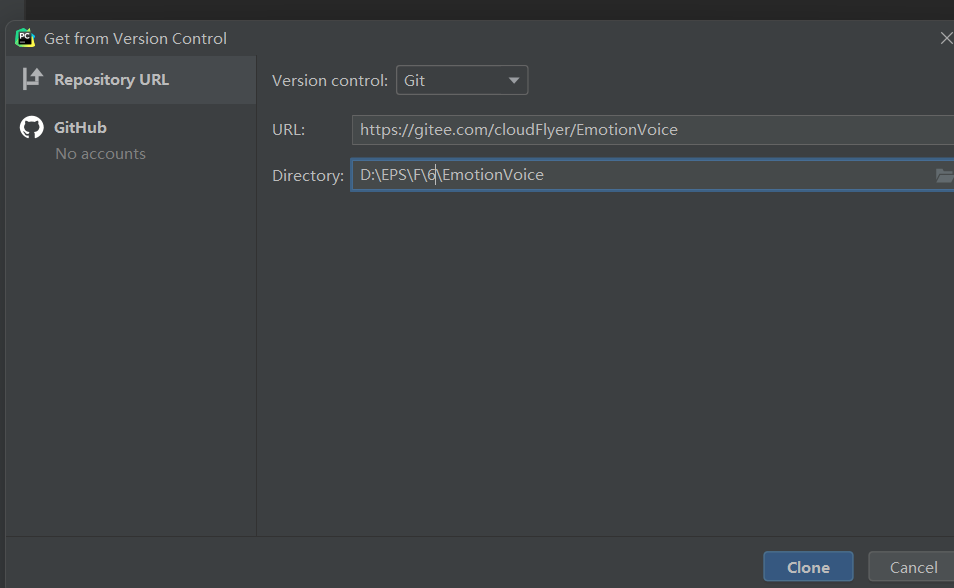 PC
Get from Version Control
Repository URL
GitHub
No accounts
Version control: Git
URL: https://gitee.com/cloudFlyer/EmotionVoice
Directory: D:\EPS\F\6\EmotionVoice
Clone Cancel